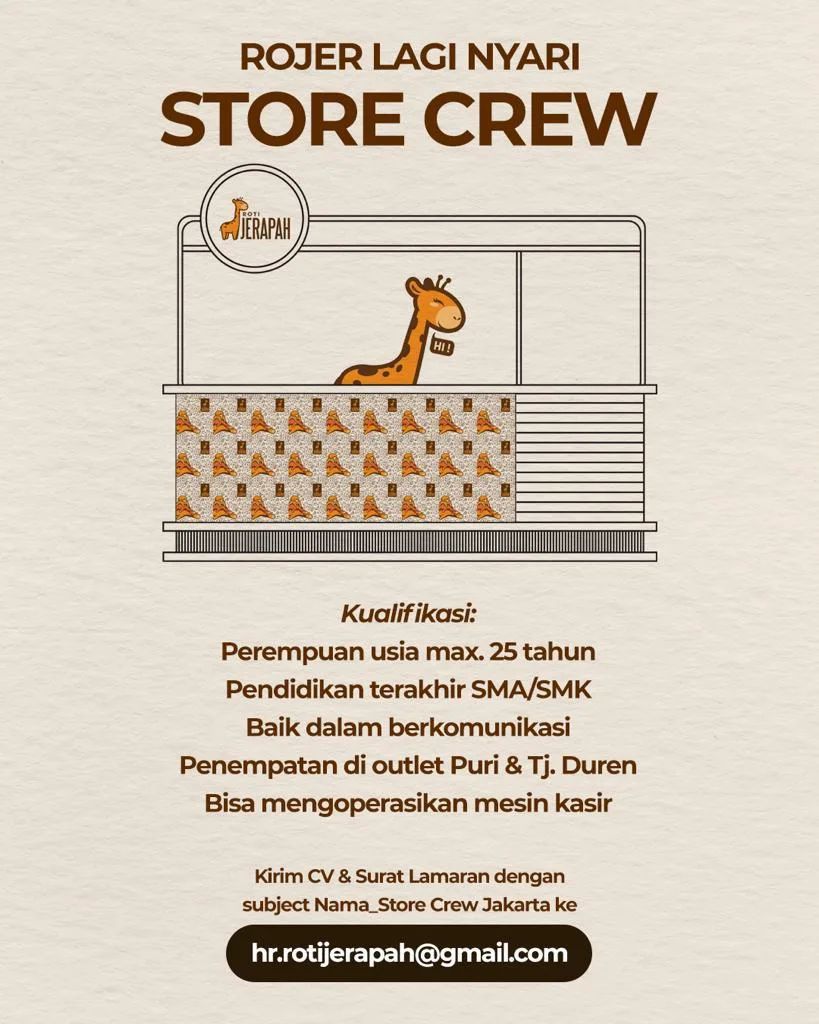 ROJER LAGI NYARI
STORE CREW
ROTI
JERAPAH
HI !
Kualifikasi:
Perempuan usia max. 25 tahun
Pendidikan terakhir SMA/SMK
Baik dalam berkomunikasi
Penempatan di outlet Puri & Tj. Duren
Bisa mengoperasikan mesin kasir
Kirim CV & Surat Lamaran dengan
subject Nama_Store Crew Jakarta ke
hr.rotijerapah@gmail.com